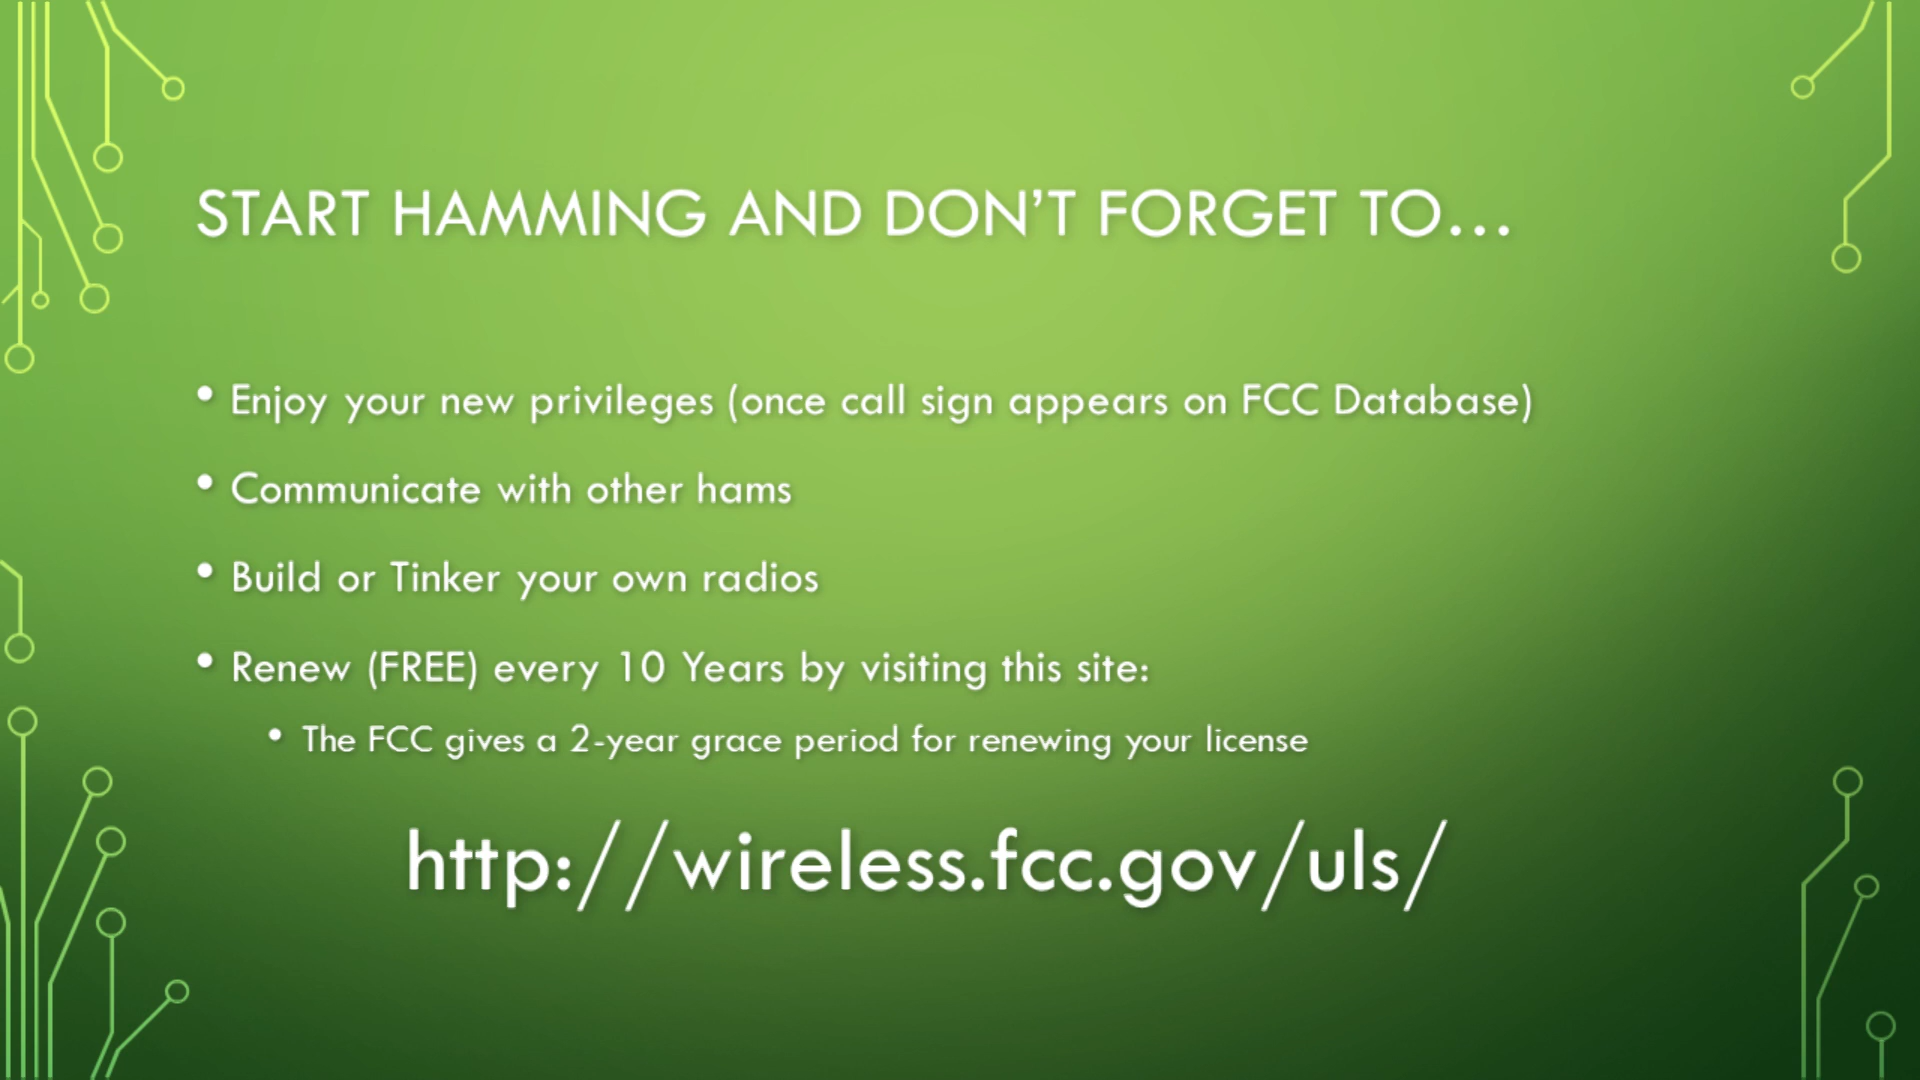 START HAMMING AND DON’T FORGET TO…
• Enjoy your new privileges (once call sign appears on FCC Database)
• Communicate with other hams
• Build or Tinker your own radios
• Renew (FREE) every 10 Years by visiting this site:
• The FCC gives a 2-year grace period for renewing your license
http://wireless.fcc.gov/uls/